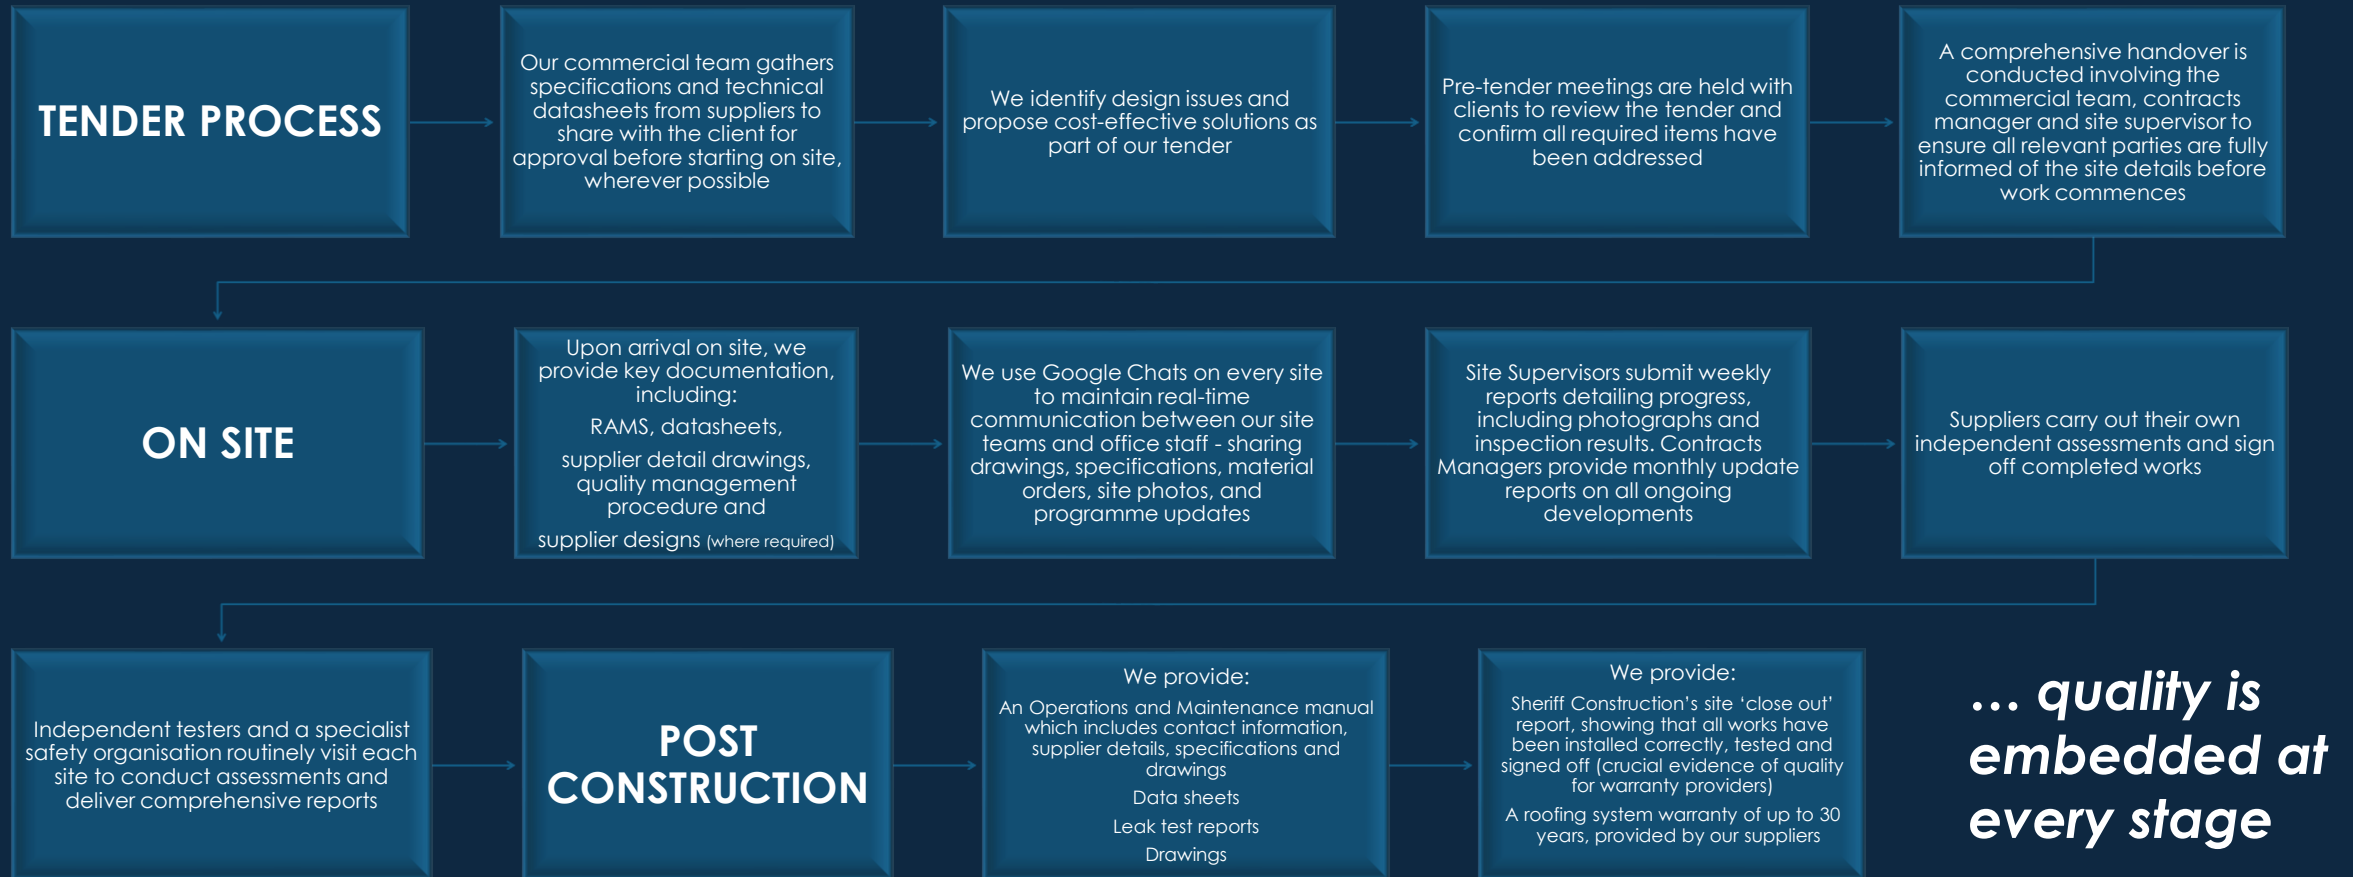 TENDER PROCESS
Our commercial team gathers
specifications and technical
datasheets from suppliers to
share with the client for
approval before starting on site,
wherever possible
We identify design issues and
propose cost-effective solutions as
part of our tender
Pre-tender meetings are held with
clients to review the tender and
confirm all required items have
been addressed
A comprehensive handover is
conducted involving the
commercial team, contracts
manager and site supervisor to
ensure all relevant parties are fully
informed of the site details before
work commences
ON SITE
Upon arrival on site, we
provide key documentation,
including:
RAMS, datasheets,
supplier detail drawings,
quality management
procedure and
supplier designs (where required)
We use Google Chats on every site
to maintain real-time
communication between our site
teams and office staff - sharing
drawings, specifications, material
orders, site photos, and
programme updates
Site Supervisors submit weekly
reports detailing progress,
including photographs and
inspection results. Contracts
Managers provide monthly update
reports on all ongoing
developments
Suppliers carry out their own
independent assessments and sign
off completed works
Independent testers and a specialist
safety organisation routinely visit each
site to conduct assessments and
deliver comprehensive reports
POST
CONSTRUCTION
We provide:
An Operations and Maintenance manual
which includes contact information,
supplier details, specifications and
drawings
Data sheets
Leak test reports
Drawings
We provide:
Sheriff Construction’s site ‘close out’
report, showing that all works have
been installed correctly, tested and
signed off (crucial evidence of quality
for warranty providers)
A roofing system warranty of up to 30
years, provided by our suppliers
... quality is
embedded at
every stage